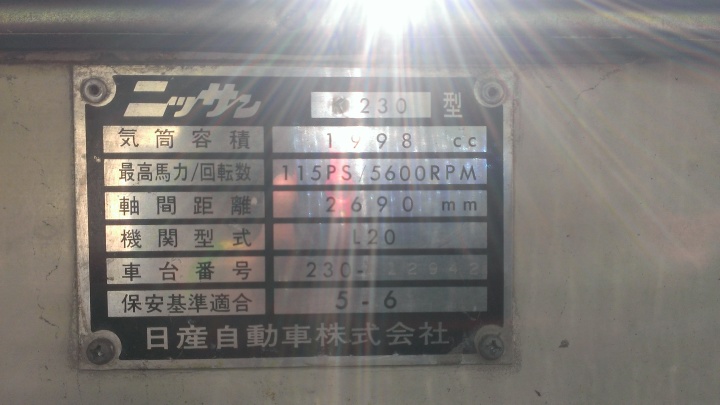 ニッサン
K230 型
気筒容積 1998 cc
最高馬力/回転数 115PS/5600RPM
軸間距離 2690 mm
機関型式 L20
車台番号 230-
保安基準適合 5-6
日産自動車株式会社